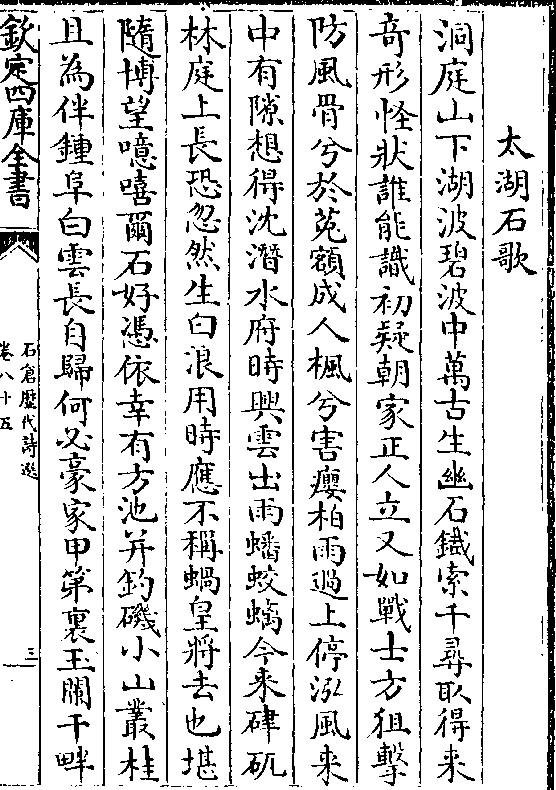 太湖石歌
洞庭山下湖波碧波中萬古生幽石鐡索千尋取得来
奇形怪狀誰能識初疑朝家正人立又如戰士方狙擊
防風骨兮於菟額成人楓兮害癭柏雨過上停泓風来
中有隙想得沈潛水府時興雲出雨蟠蛟螭今来硉矹
林庭上長恐忽然生白浪用時應不稱蝸皇將去也堪
隨博望噫嘻爾石好憑依幸有方池并釣磯小山叢桂
且為伴鍾阜白雲長自歸何必豪家甲第裏玉闌干畔
欽定四庫全書
石倉歴代詩選
卷八十五
三